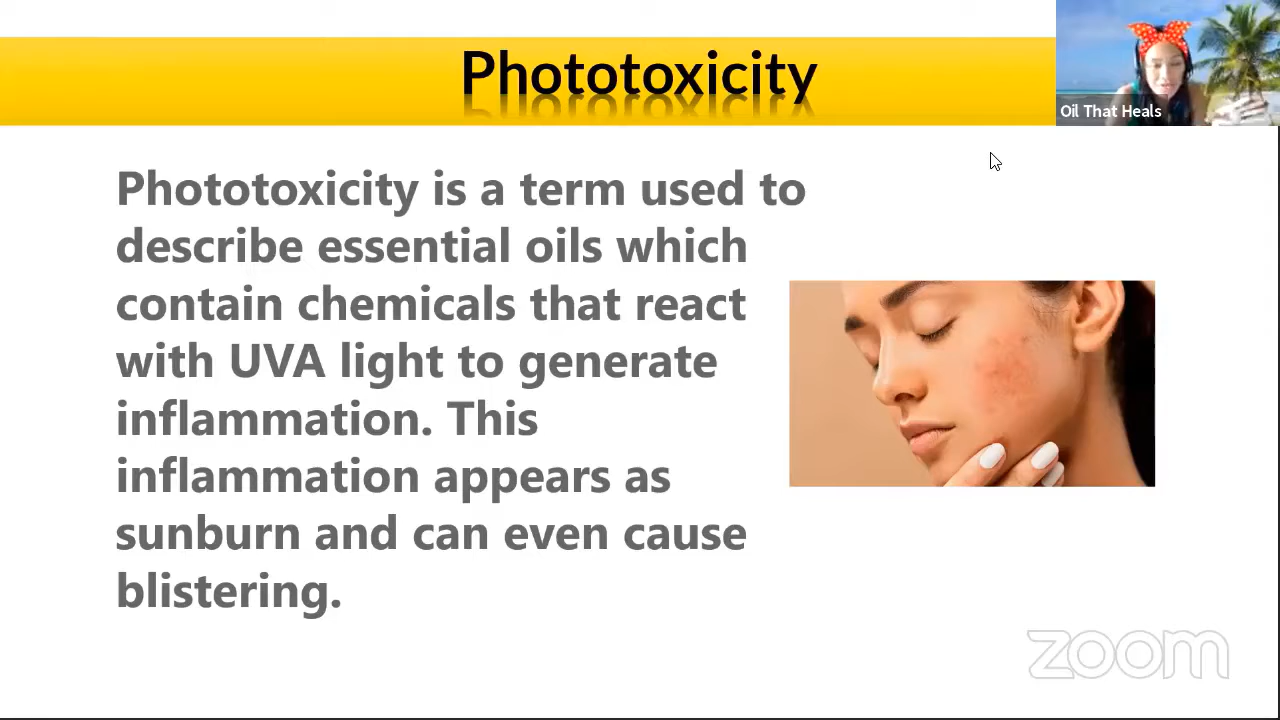 Phototoxicity
Oil That Heals
Phototoxicity is a term used to
describe essential oils which
contain chemicals that react
with UVA light to generate
inflammation. This
inflammation appears as
sunburn and can even cause
blistering.
zoom